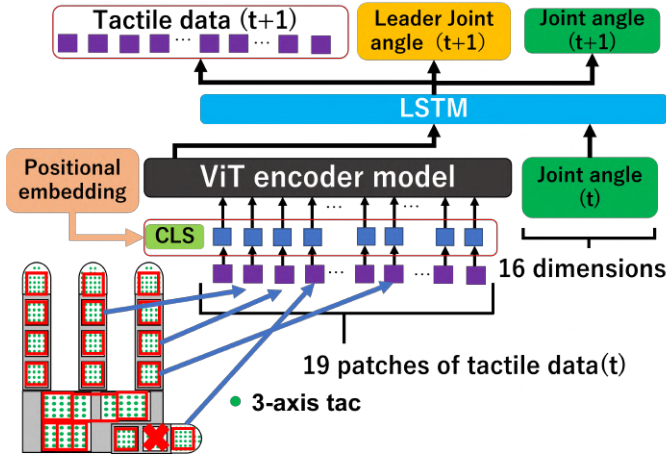 Tactile data (t+1)
Leader Joint
angle (t+1)
Joint angle
(t+1)
LSTM
Positional
embedding
ViT encoder model
Joint angle
(t)
CLS
16 dimensions
19 patches of tactile data(t)
3-axis tac